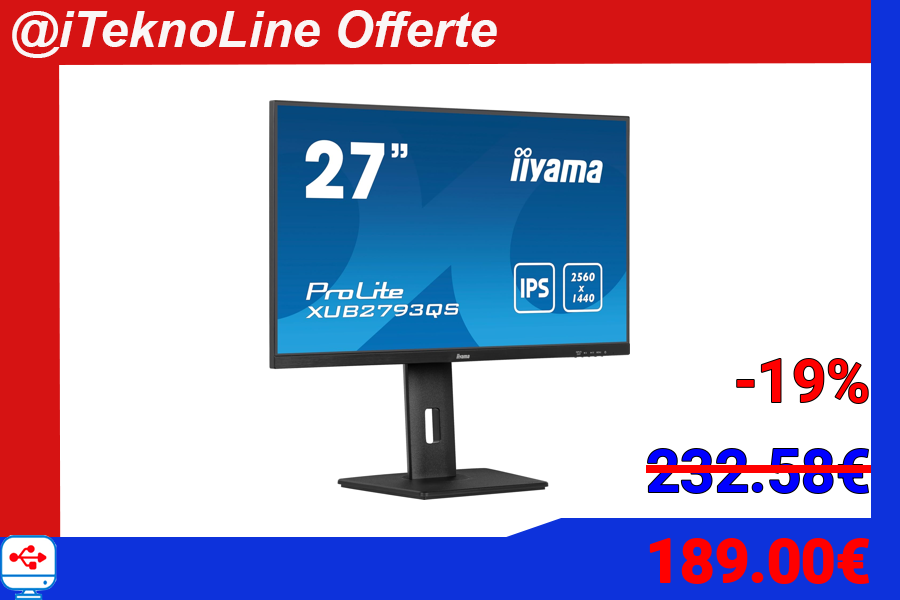 @iTeknoLine Offerte
27”
iiyama
ProLite
XUB2793QS
IPS
2560
x
1440
iiyama
-19%
232.58€
189.00€